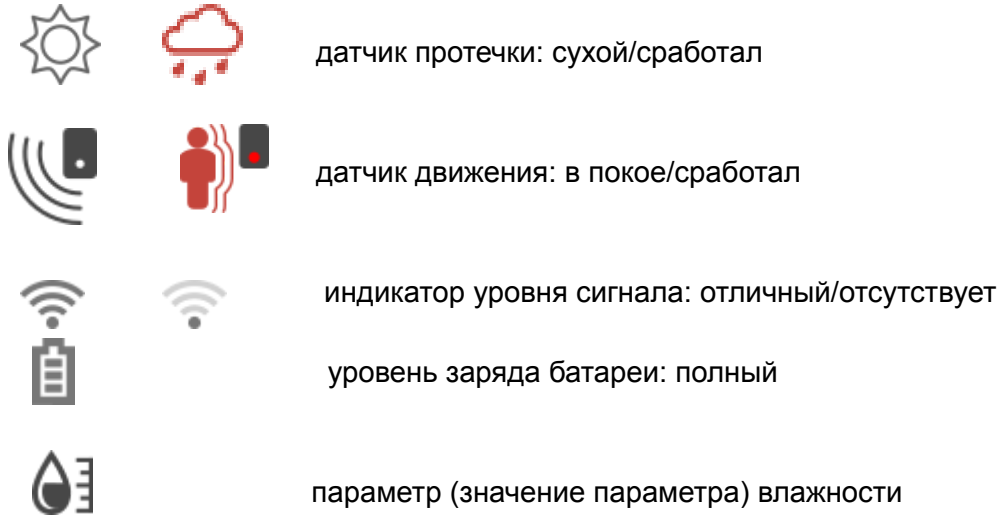 датчик протечки: сухой/сработал
датчик движения: в покое/сработал
индикатор уровня сигнала: отличный/отсутствует
уровень заряда батареи: полный
параметр (значение параметра) влажности